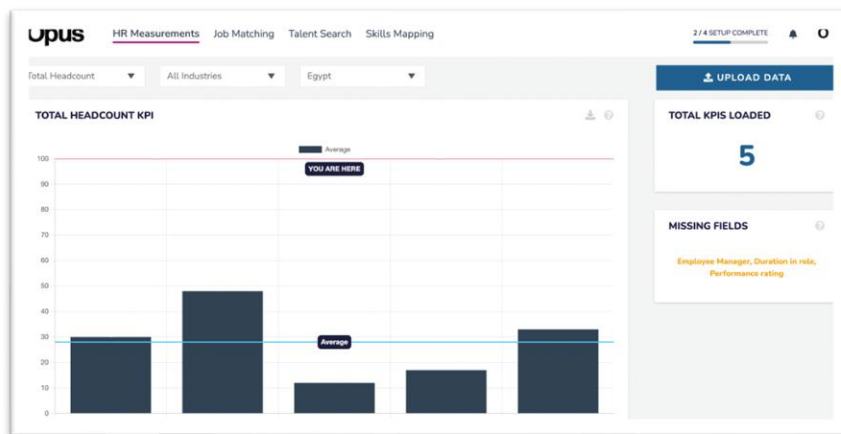 Opus
HR Measurements Job Matching Talent Search Skills Mapping
2 / 4 SETUP COMPLETE
Total Headcount
All Industries
Egypt
UPLOAD DATA
TOTAL HEADCOUNT KPI
Average
100
YOU ARE HERE
90
80
70
60
50
40
30
Average
20
10
0
TOTAL KPIS LOADED
5
MISSING FIELDS
Employee Manager, Duration in role,
Performance rating